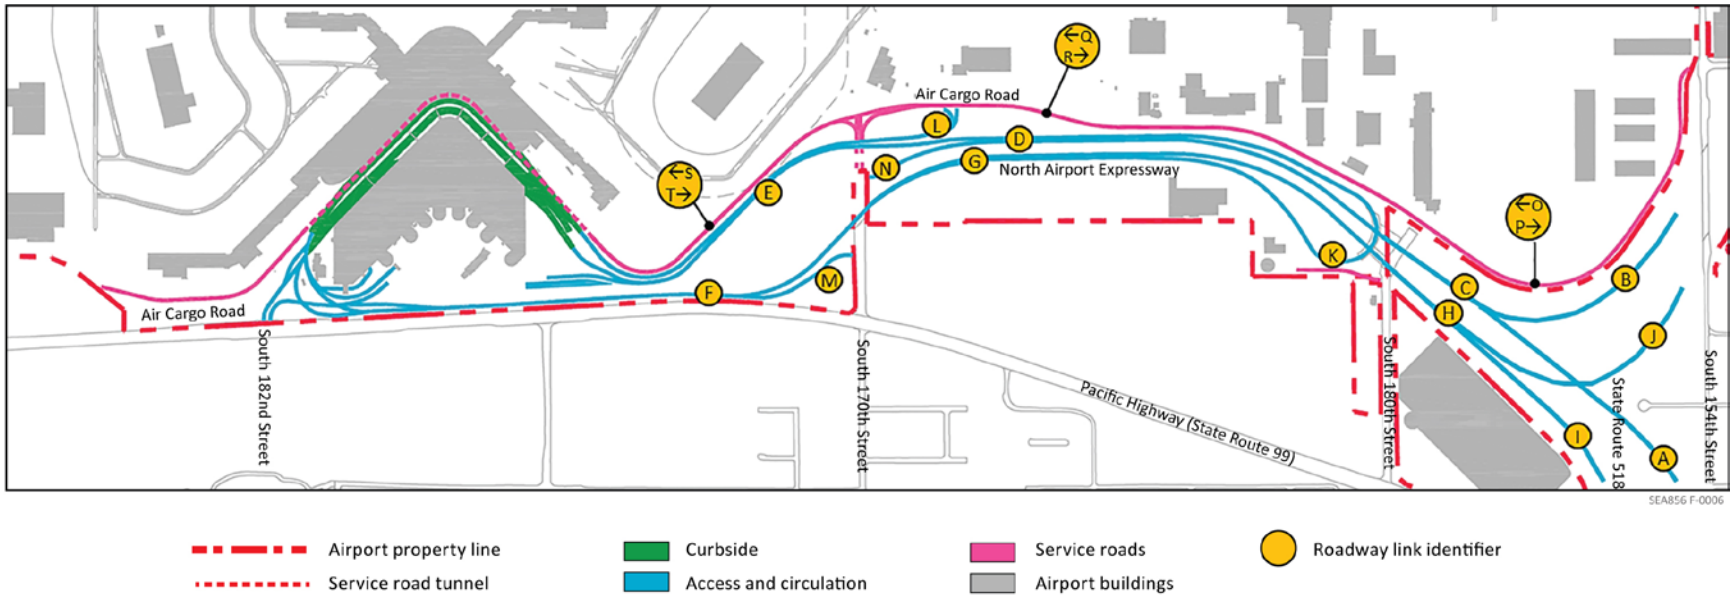 ←Q
R→
Air Cargo Road
L
D
N
G
North Airport Expressway
←S
T→
E
←O
P→
K
B
C
M
F
H
Air Cargo Road
J
South 182nd Street
South 170th Street
Pacific Highway (State Route 99)
South 180th Street
State Route 518
South 154th Street
I
A
SEA856 F-0006
Airport property line
Curbside
Service roads
Roadway link identifier
Service road tunnel
Access and circulation
Airport buildings